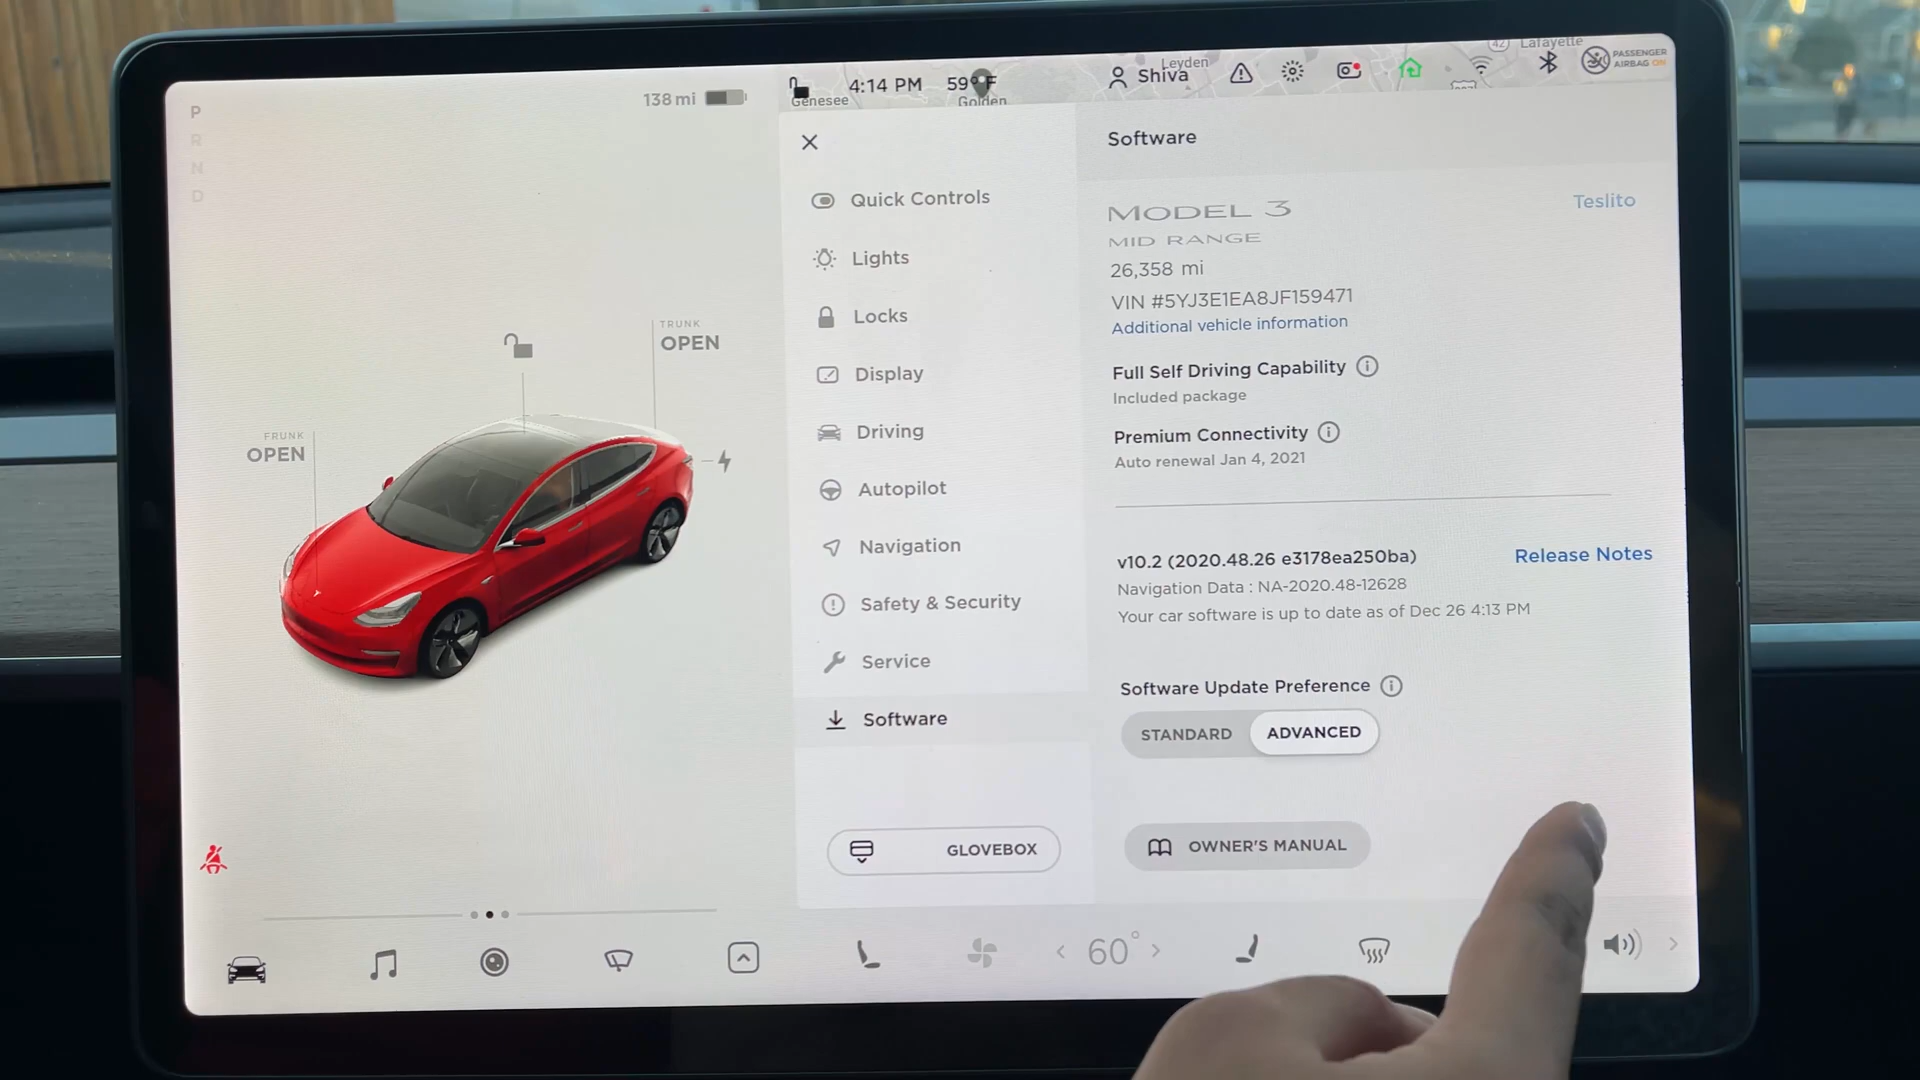 P
R
N
D
138 mi
4:14 PM
59°F
Genesee
Golden
Leyden
Shiva
42
Lafayette
PASSENGER
AIRBAG ON
FRUNK
OPEN
TRUNK
OPEN
Quick Controls
Lights
Locks
Display
Driving
Autopilot
Navigation
Safety & Security
Service
Software
GLOVEBOX
Software
MODEL 3
Teslito
MID RANGE
26,358 mi
VIN #5YJ3E1EA8JF159471
Additional vehicle information
Full Self Driving Capability
Included package
Premium Connectivity
Auto renewal Jan 4, 2021
v10.2 (2020.48.26 e3178ea250ba)
Release Notes
Navigation Data : NA-2020.48-12628
Your car software is up to date as of Dec 26 4:13 PM
Software Update Preference
STANDARD
ADVANCED
OWNER'S MANUAL
60°